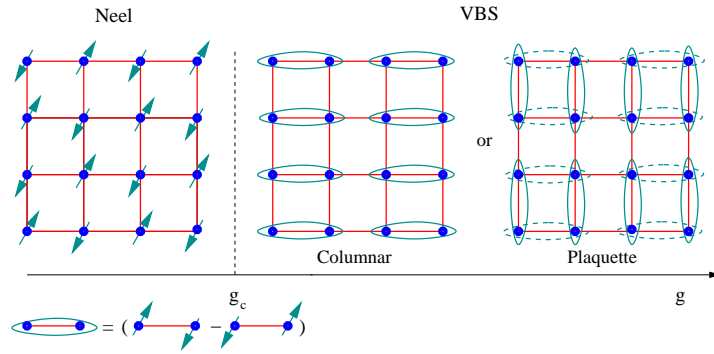 Neel
VBS
or
Columnar
Plaquette
g_c
g
= ( − )